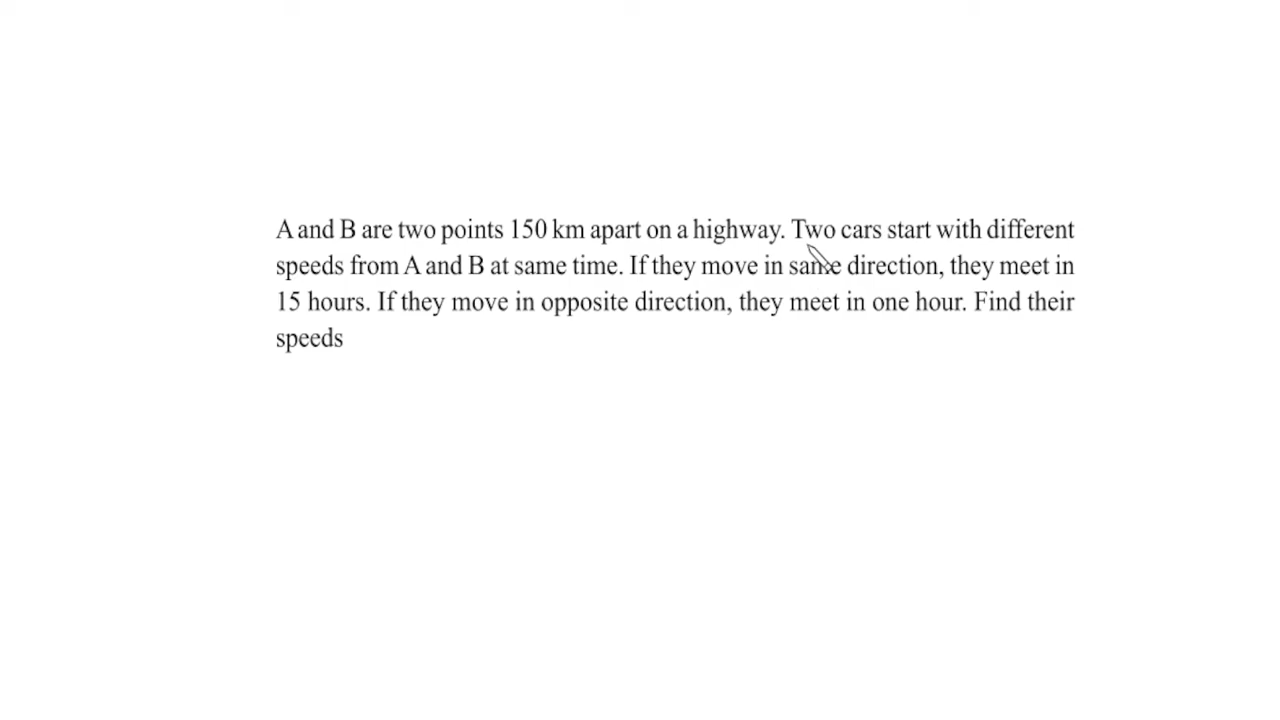 A and B are two points 150 km apart on a highway. Two cars start with different
speeds from A and B at same time. If they move in same direction, they meet in
15 hours. If they move in opposite direction, they meet in one hour. Find their
speeds